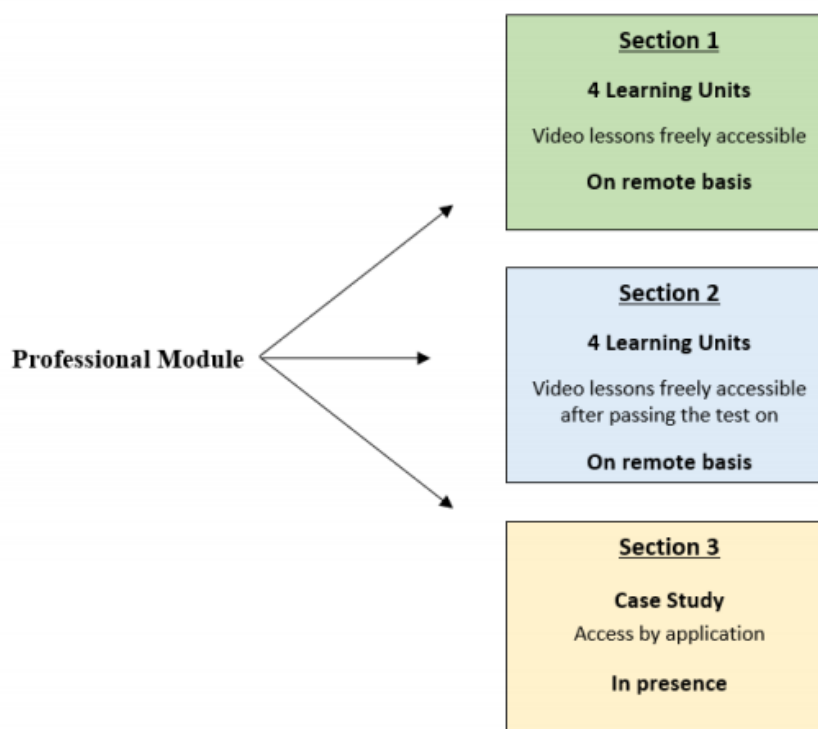 Section 1
4 Learning Units
Video lessons freely accessible
On remote basis
Section 2
4 Learning Units
Video lessons freely accessible
after passing the test on
On remote basis
Professional Module
Section 3
Case Study
Access by application
In presence